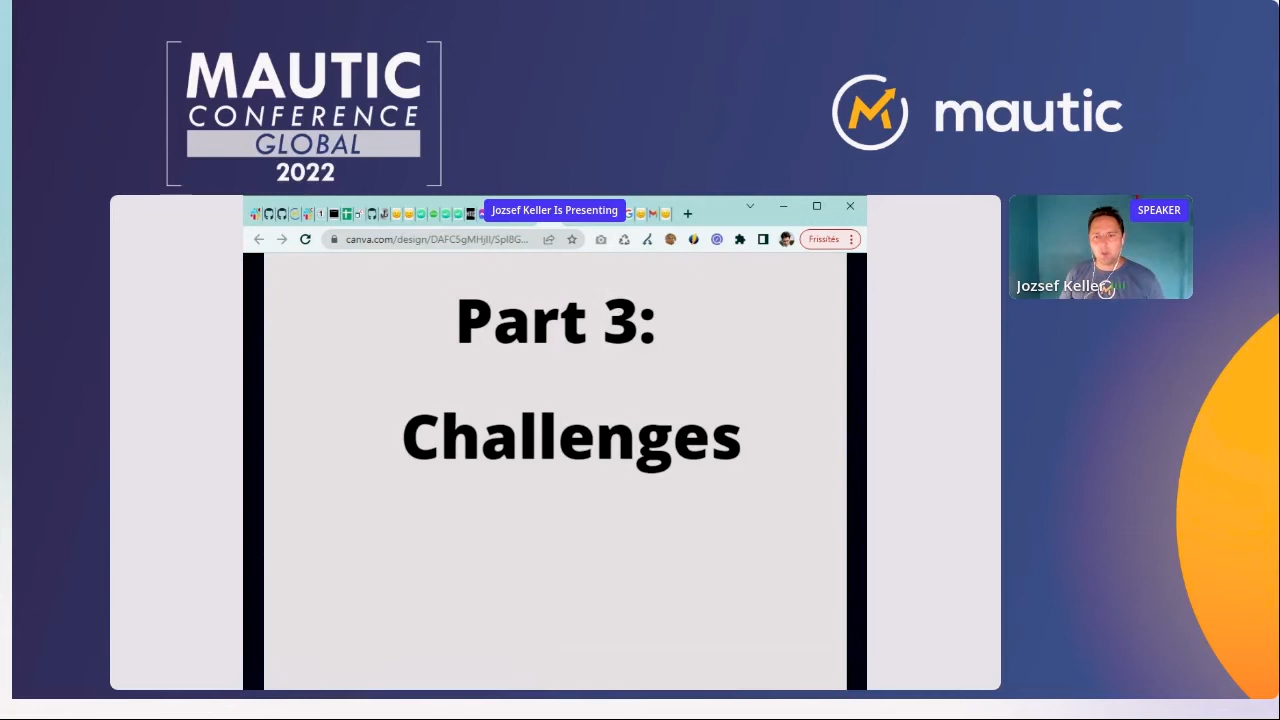 MAUTIC
CONFERENCE
GLOBAL
2022
mautic
Jozsef Keller Is Presenting
SPEAKER
canva.com/design/DAFC5gMHjII/SpI8G...
Frissítés
Jozsef Keller
Part 3:
Challenges